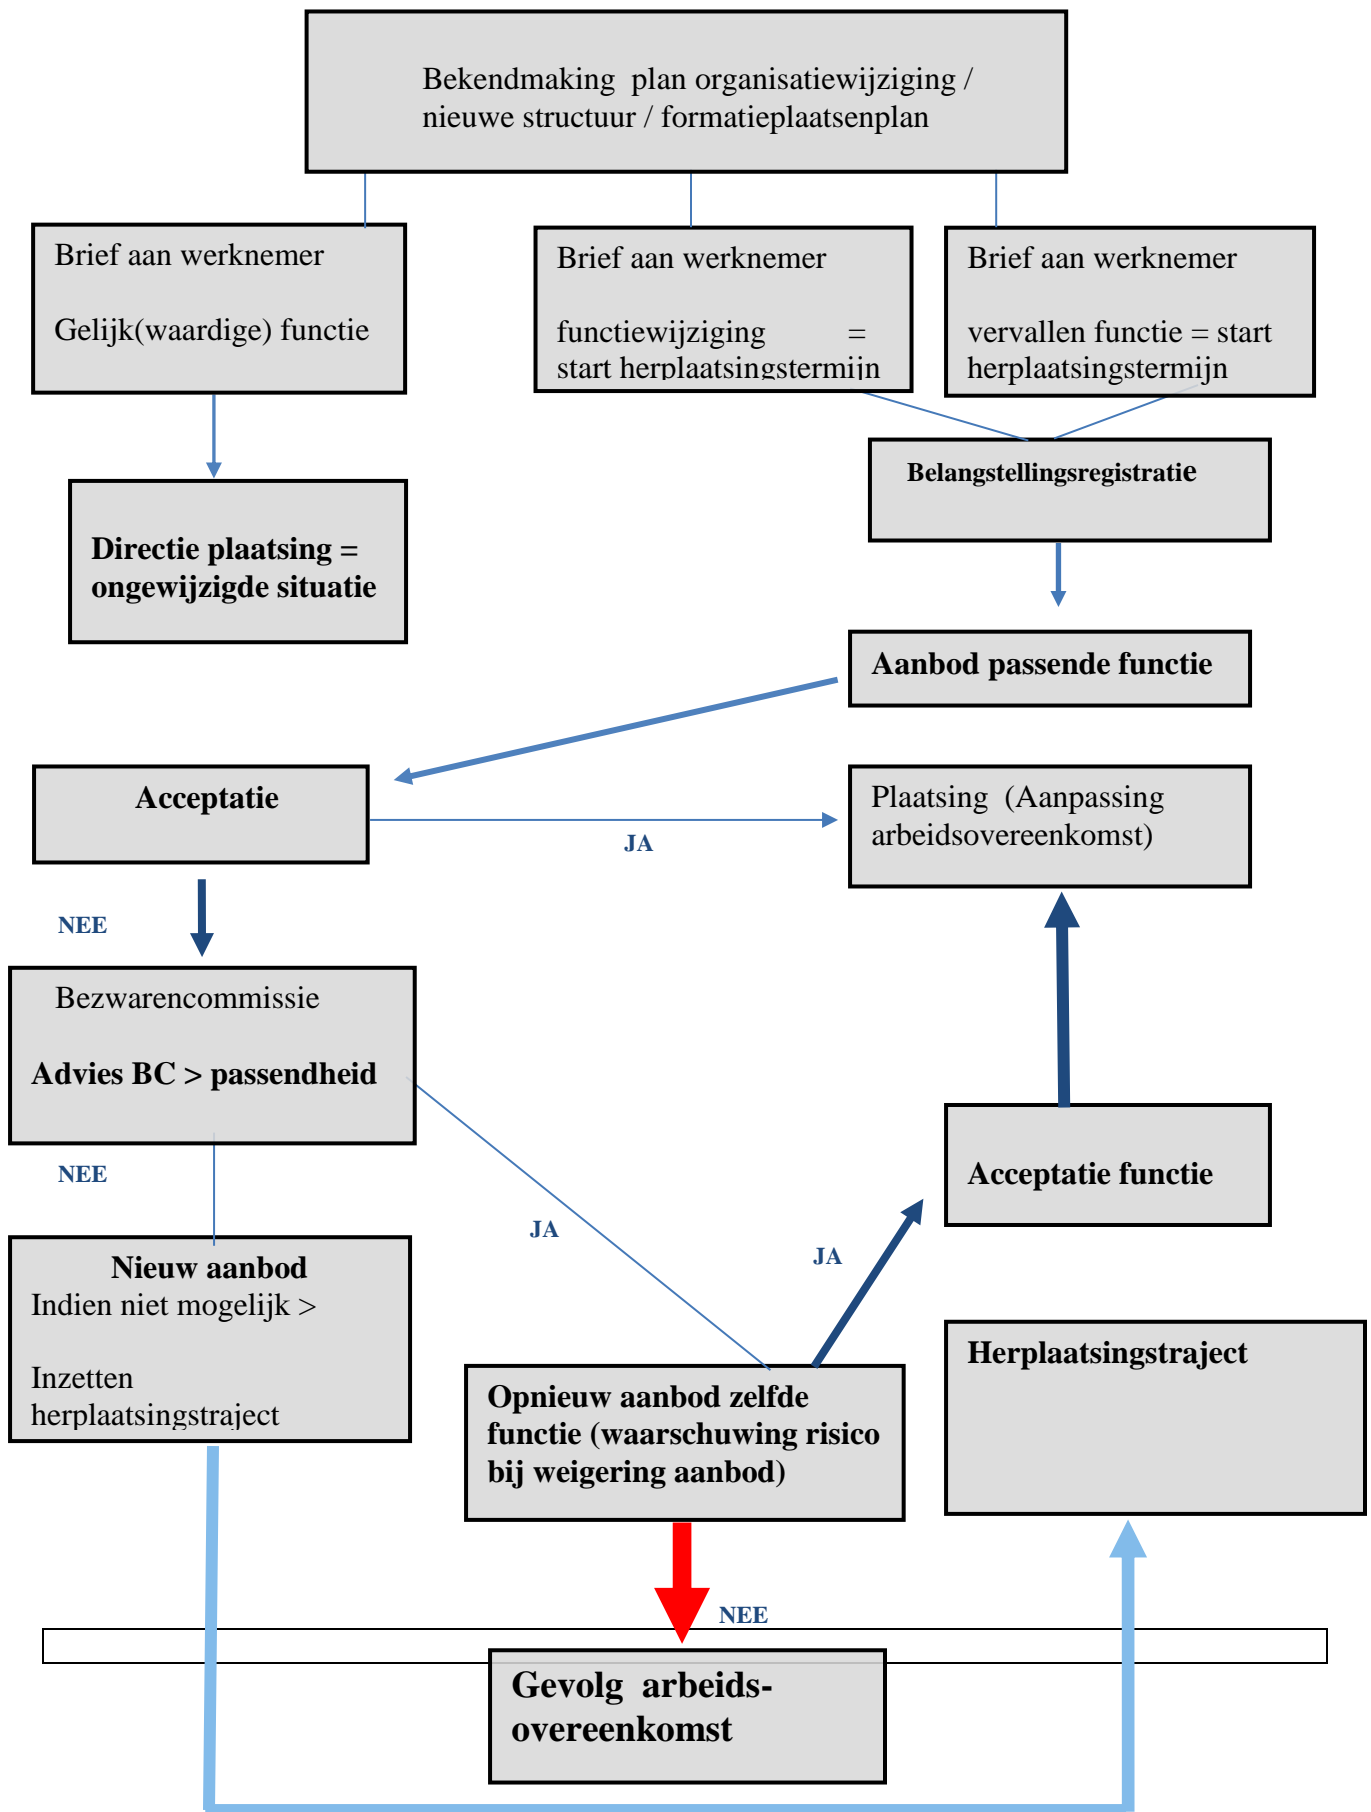 Bekendmaking plan organisatiewijziging /
nieuwe structuur / formatieplaatsenplan
Brief aan werknemer
Gelijk(waardige) functie
Brief aan werknemer
functiewijziging =
start herplaatsingstermijn
Brief aan werknemer
vervallen functie = start
herplaatsingstermijn
Belangstellingsregistratie
Directie plaatsing =
ongewijzigde situatie
Aanbod passende functie
Acceptatie
JA
Plaatsing (Aanpassing
arbeidsovereenkomst)
NEE
Bezwarencommissie
Advies BC > passendheid
NEE
JA
JA
Acceptatie functie
Nieuw aanbod
Indien niet mogelijk >
Inzetten
herplaatsingstraject
Opnieuw aanbod zelfde
functie (waarschuwing risico
bij weigering aanbod)
Herplaatsingstraject
NEE
Gevolg arbeids-
overeenkomst